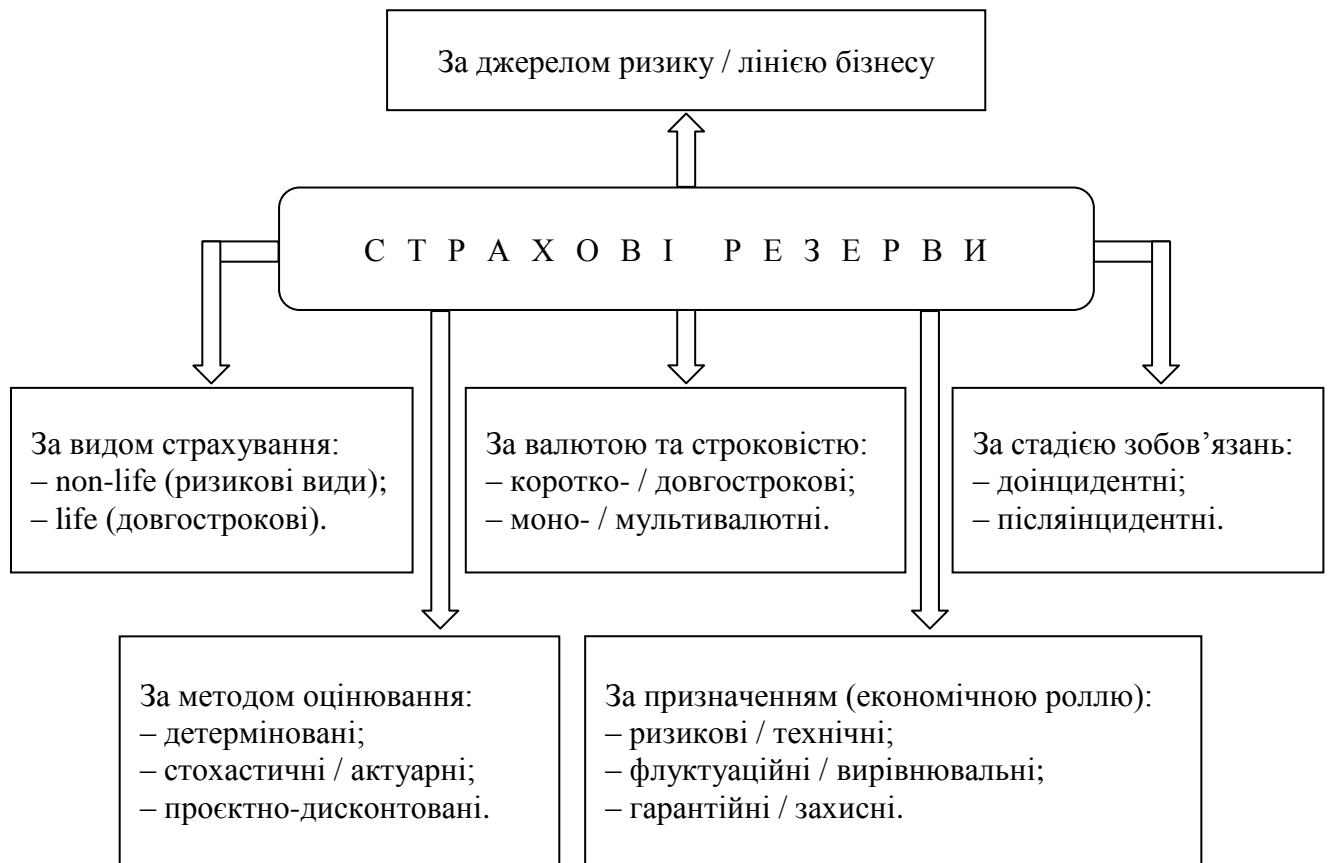 За джерелом ризику / лінією бізнесу
СТРАХОВІ РЕЗЕРВИ
За видом страхування:
– non-life (ризикові види);
– life (довгострокові).
За валютою та строковістю:
– коротко- / довгострокові;
– моно- / мультивалютні.
За стадією зобов’язань:
– доінцидентні;
– післяінцидентні.
За методом оцінювання:
– детерміновані;
– стохастичні / актуарні;
– проєктно-дисконтовані.
За призначенням (економічною роллю):
– ризикові / технічні;
– флуктуаційні / вирівнювальні;
– гарантійні / захисні.